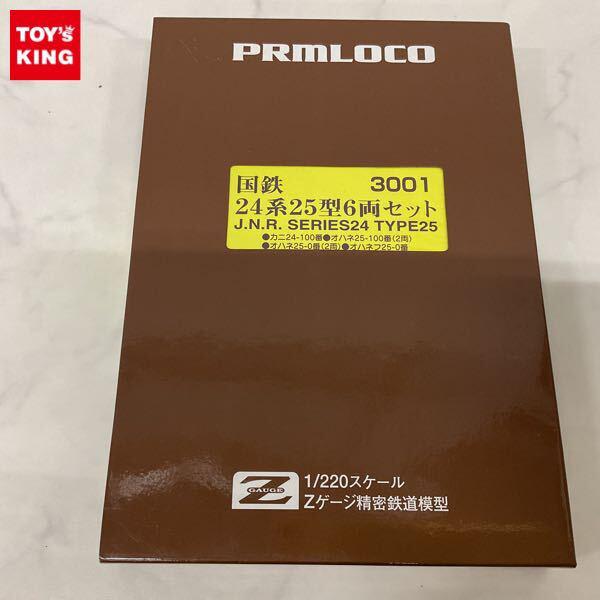 TOY's
KING
PRMLOCO
国鉄 3001
24系25型6両セット
J.N.R. SERIES24 TYPE25
●カニ24-100番●オハネ25-100番(2両)
●オハネ25-0番(2両)●オハネフ25-0番
Z
GAUGE
1/220スケール
Zゲージ精密鉄道模型